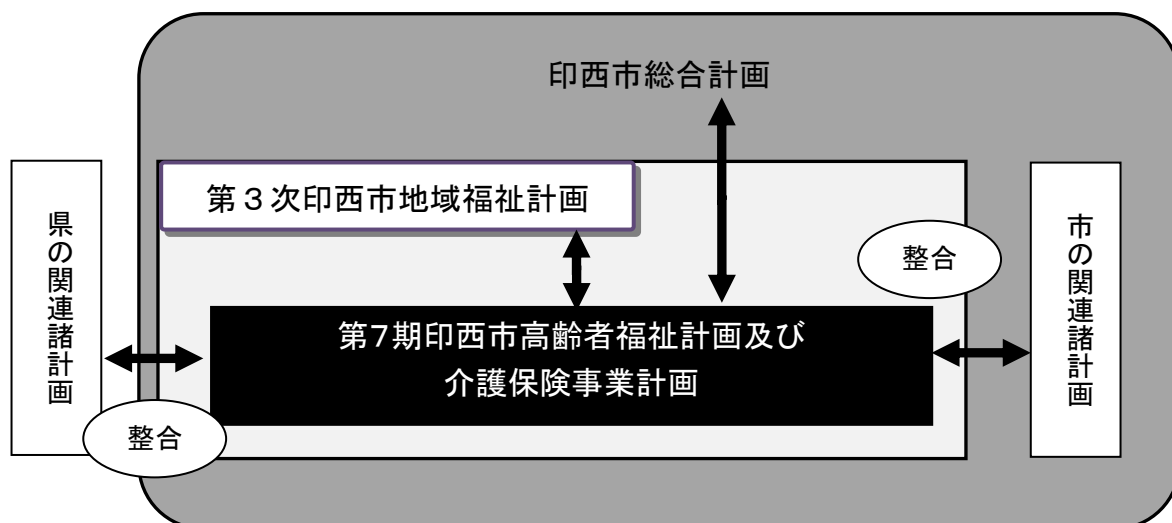 印西市総合計画
第３次印西市地域福祉計画
県の関連諸計画
整合
市の関連諸計画
第7期印西市高齢者福祉計画及び
介護保険事業計画
整合